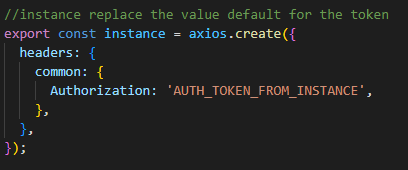 //instance replace the value default for the token
export const instance = axios.create({
  headers: {
    common: {
      Authorization: 'AUTH_TOKEN_FROM_INSTANCE',
    },
  },
});